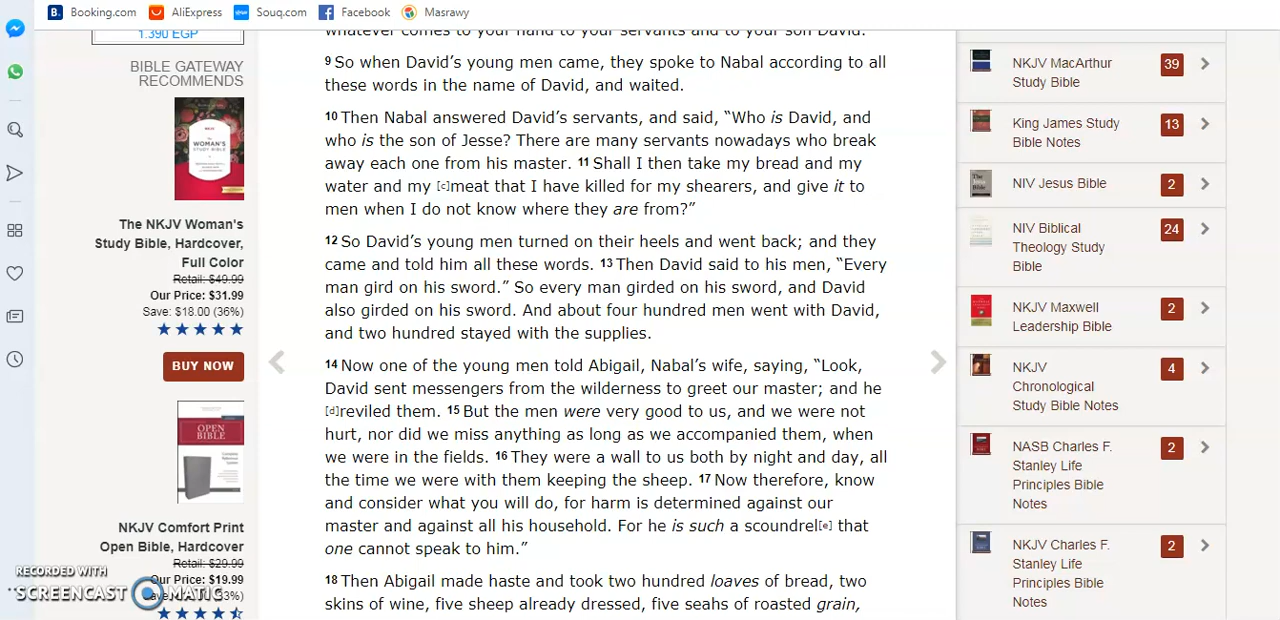 Booking.com AliExpress Souq.com Facebook Masrawy
1.390 EGP
BIBLE GATEWAY
RECOMMENDS
The NKJV Woman's
Study Bible, Hardcover,
Full Color
Retail: $49.99
Our Price: $31.99
Save: $18.00 (36%)
BUY NOW
OPEN
BIBLE
NKJV Comfort Print
Open Bible, Hardcover
Retail: $29.99
Our Price: $19.99
RECORDED WITH
SCREENCAST MATIC
whatever comes to your hand to your servants and to your son David.’”
9 So when David’s young men came, they spoke to Nabal according to all
these words in the name of David, and waited.
10 Then Nabal answered David’s servants, and said, “Who is David, and
who is the son of Jesse? There are many servants nowadays who break
away each one from his master. 11 Shall I then take my bread and my
water and my [c]meat that I have killed for my shearers, and give it to
men when I do not know where they are from?”
12 So David’s young men turned on their heels and went back; and they
came and told him all these words. 13 Then David said to his men, “Every
man gird on his sword.” So every man girded on his sword, and David
also girded on his sword. And about four hundred men went with David,
and two hundred stayed with the supplies.
14 Now one of the young men told Abigail, Nabal’s wife, saying, “Look,
David sent messengers from the wilderness to greet our master; and he
[d]reviled them. 15 But the men were very good to us, and we were not
hurt, nor did we miss anything as long as we accompanied them, when
we were in the fields. 16 They were a wall to us both by night and day, all
the time we were with them keeping the sheep. 17 Now therefore, know
and consider what you will do, for harm is determined against our
master and against all his household. For he is such a scoundrel[e] that
one cannot speak to him.”
18 Then Abigail made haste and took two hundred loaves of bread, two
skins of wine, five sheep already dressed, five seahs of roasted grain,
NKJV MacArthur 39
Study Bible
King James Study 13
Bible Notes
NIV Jesus Bible 2
NIV Biblical 24
Theology Study
Bible
NKJV Maxwell 2
Leadership Bible
NKJV 4
Chronological
Study Bible Notes
NASB Charles F. 2
Stanley Life
Principles Bible
Notes
NKJV Charles F. 2
Stanley Life
Principles Bible
Notes